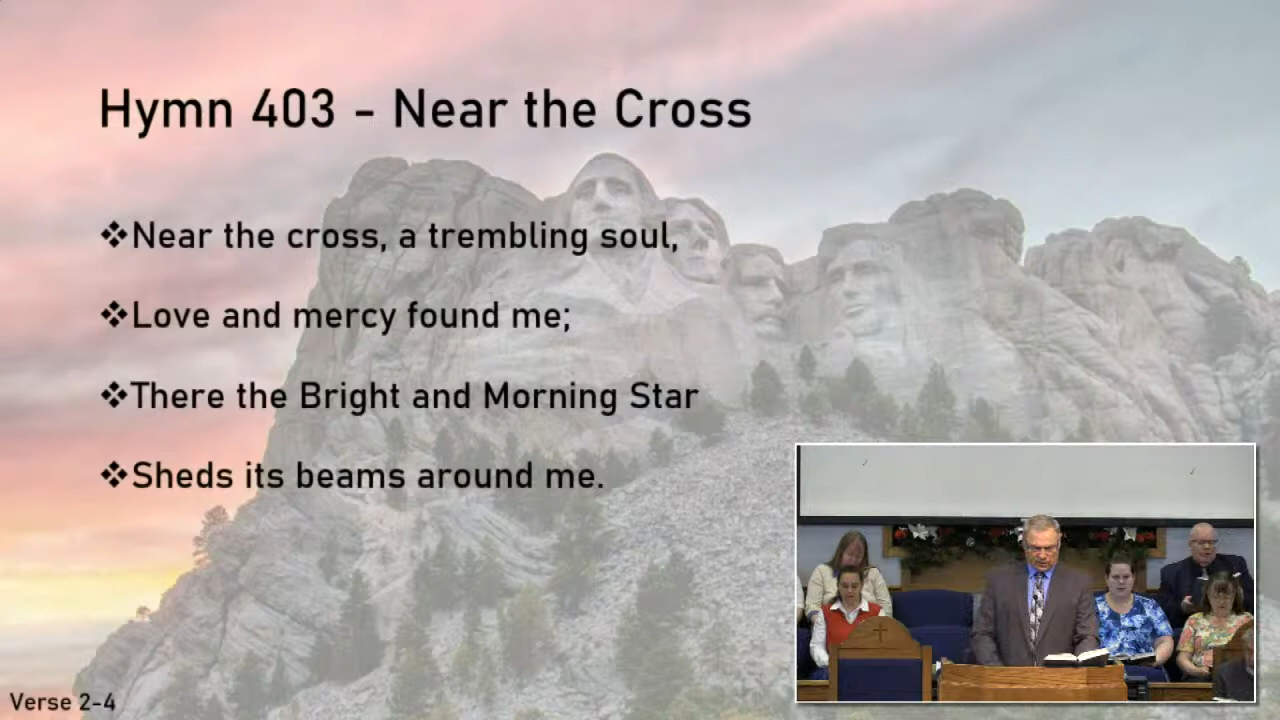 Hymn 403 - Near the Cross
❖Near the cross, a trembling soul,
❖Love and mercy found me;
❖There the Bright and Morning Star
❖Sheds its beams around me.
Verse 2-4